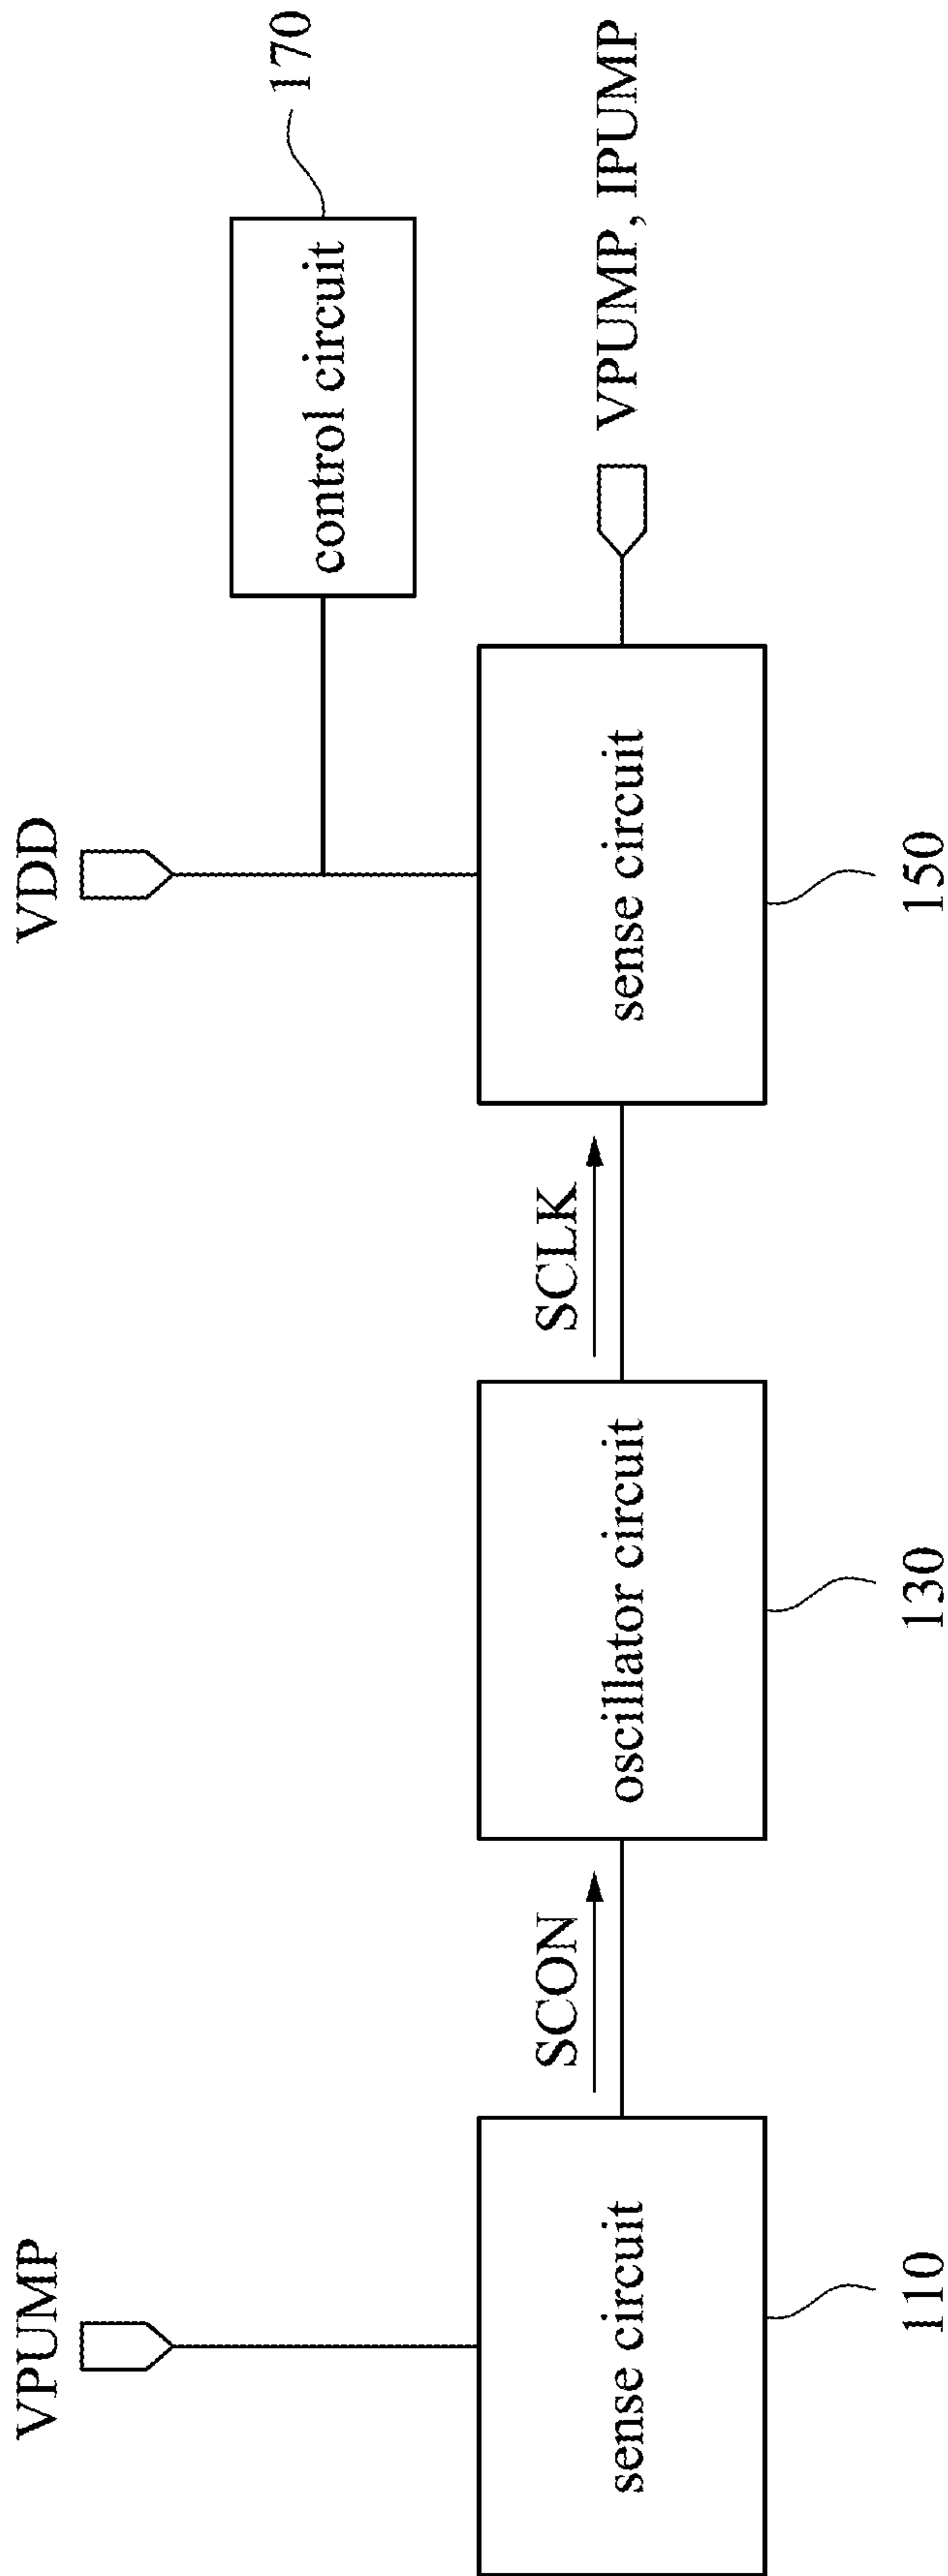 VPUMP
VDD
170
control circuit
SCON
SCLK
VPUMP, IPUMP
sense circuit
oscillator circuit
sense circuit
110
130
150